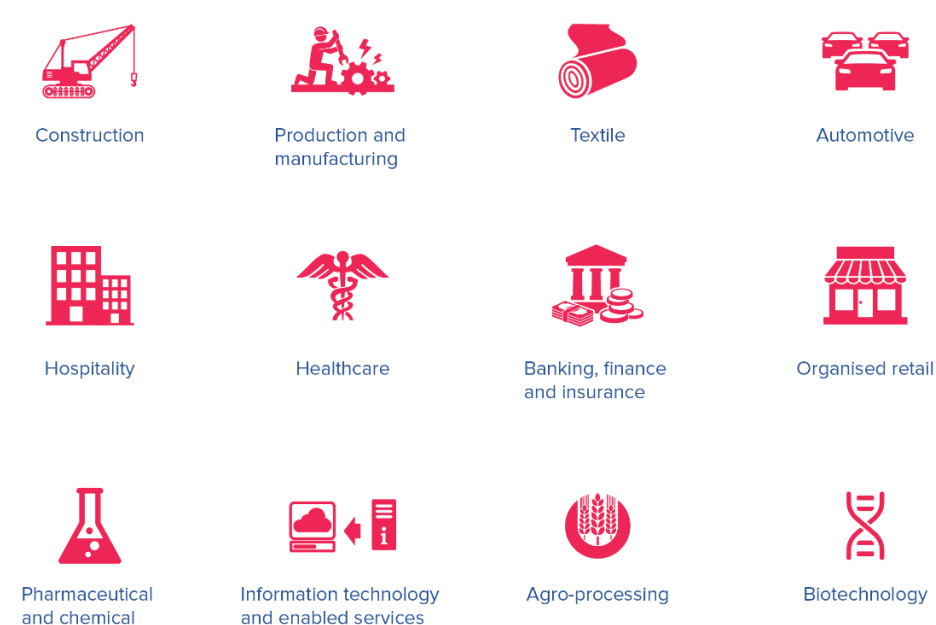 Construction
Production and
manufacturing
Textile
Automotive
Hospitality
Healthcare
Banking, finance
and insurance
Organised retail
Pharmaceutical
and chemical
Information technology
and enabled services
Agro-processing
Biotechnology